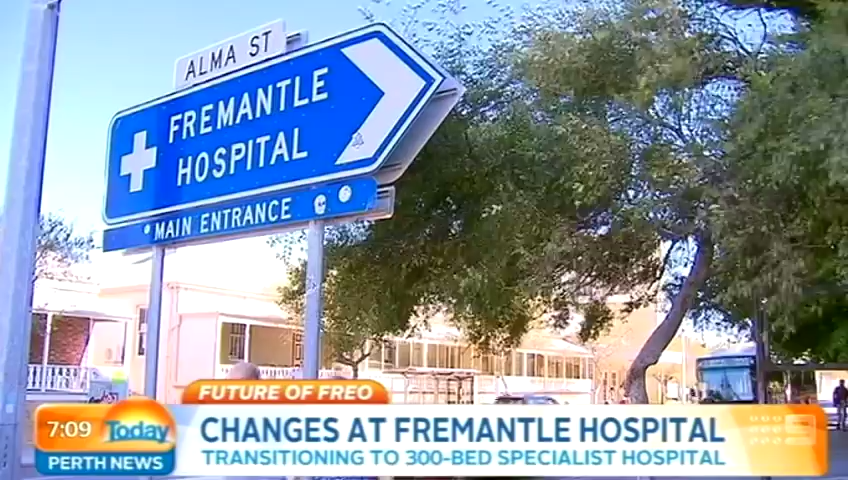 ALMA ST
FREMANTLE
HOSPITAL
MAIN ENTRANCE
FUTURE OF FREO
7:09
Today
PERTH NEWS
CHANGES AT FREMANTLE HOSPITAL
TRANSITIONING TO 300-BED SPECIALIST HOSPITAL
9